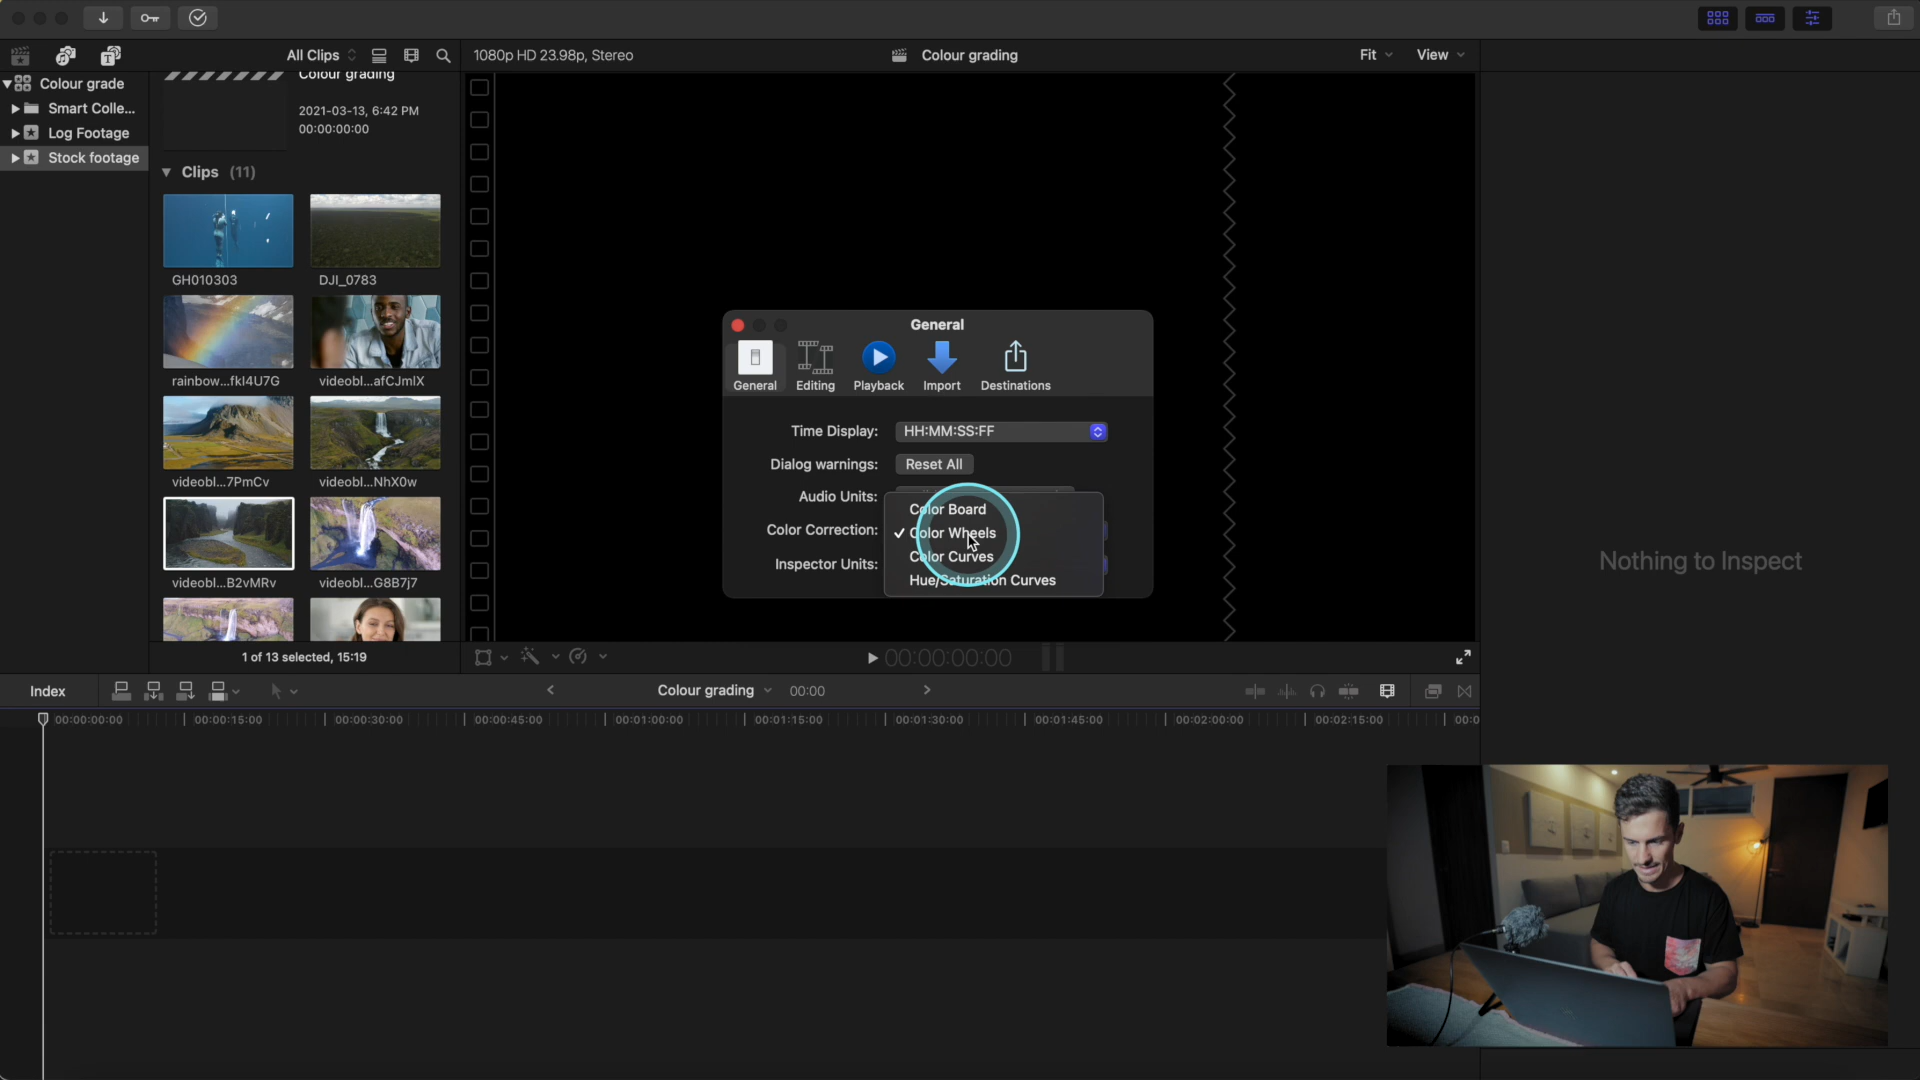 All Clips
1080p HD 23.98p, Stereo
Colour grading
Fit
View
Colour grade
Smart Colle...
Log Footage
Stock footage
Colour grading
2021-03-13, 6:42 PM
00:00:00:00
Clips (11)
GH010303
DJI_0783
rainbow...fkI4U7G
videobl...afCJmIX
videobl...7PmCv
videobl...NhX0w
videobl...B2vMRv
videobl...G8B7j7
1 of 13 selected, 15:19
General
General
Editing
Playback
Import
Destinations
Time Display:
HH:MM:SS:FF
Dialog warnings:
Reset All
Audio Units:
Color Correction:
Inspector Units:
Color Board
✓ Color Wheels
Color Curves
Hue/Saturation Curves
Nothing to Inspect
00:00:00:00
Index
Colour grading
00:00
00:00:00:00
00:00:15:00
00:00:30:00
00:00:45:00
00:01:00:00
00:01:15:00
00:01:30:00
00:01:45:00
00:02:00:00
00:02:15:00
00:0